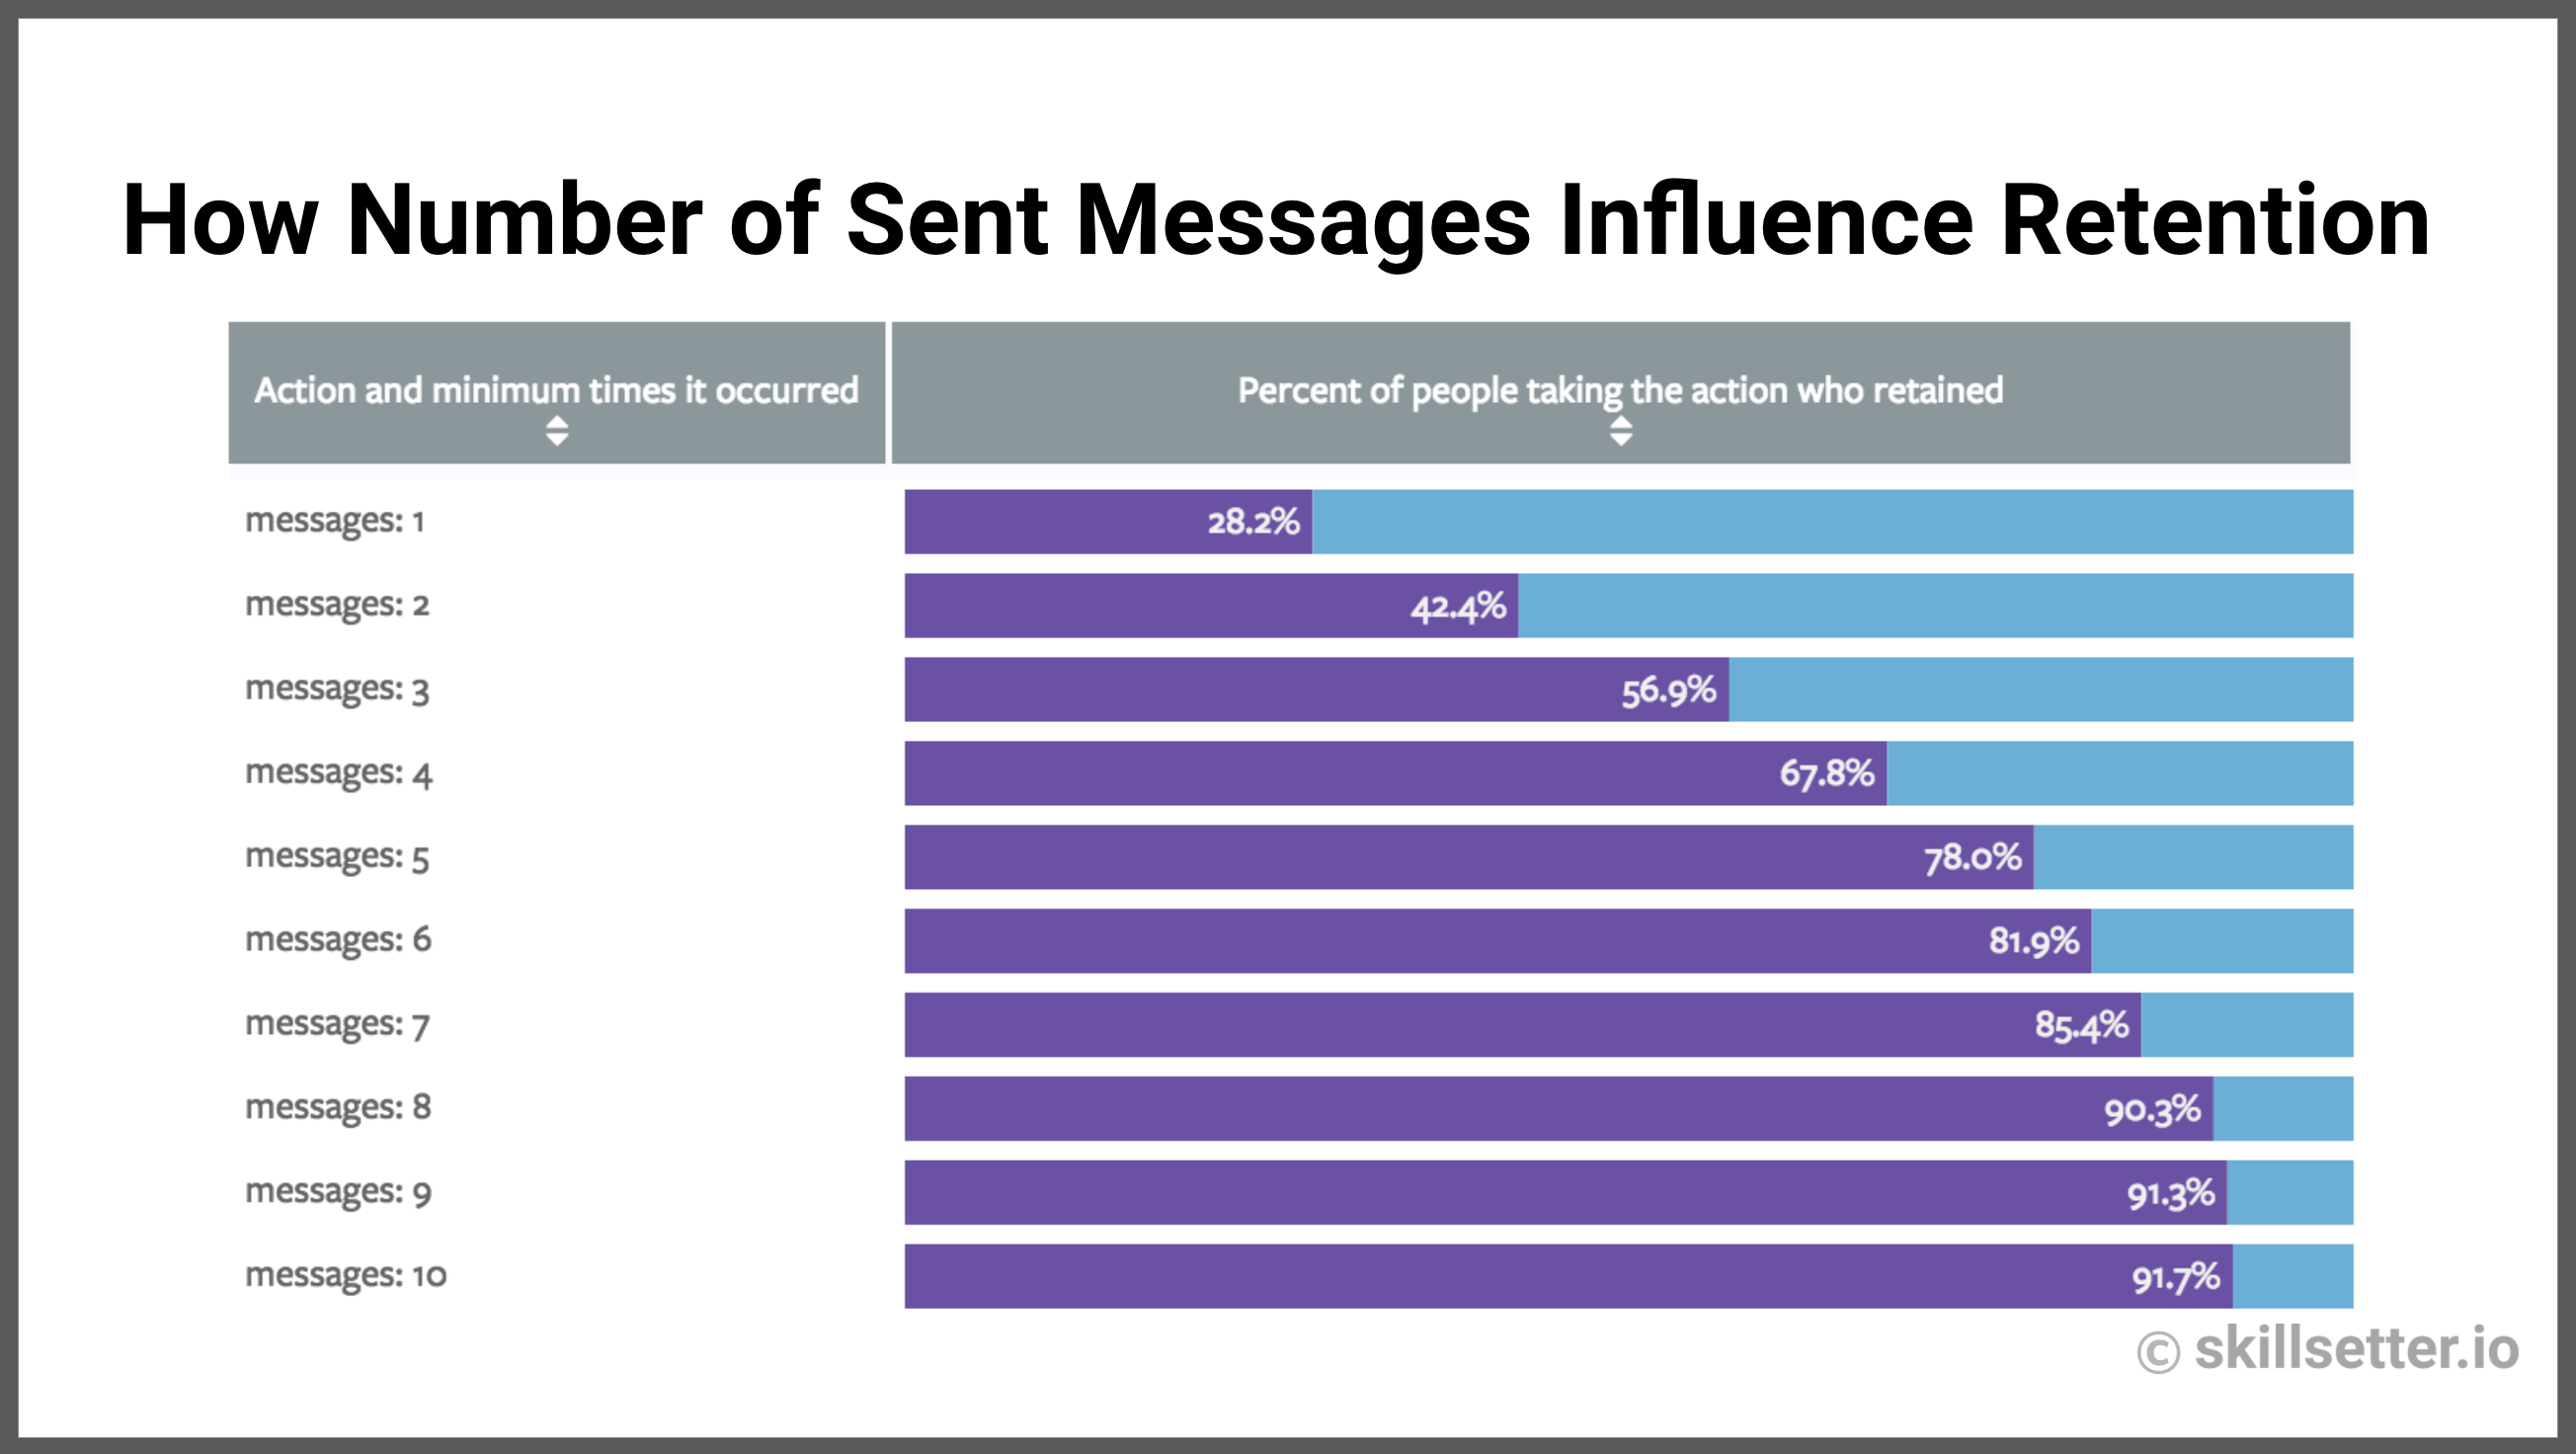 How Number of Sent Messages Influence Retention
Action and minimum times it occurred
Percent of people taking the action who retained
messages: 1
28.2%
messages: 2
42.4%
messages: 3
56.9%
messages: 4
67.8%
messages: 5
78.0%
messages: 6
81.9%
messages: 7
85.4%
messages: 8
90.3%
messages: 9
91.3%
messages: 10
91.7%
© skillsetter.io